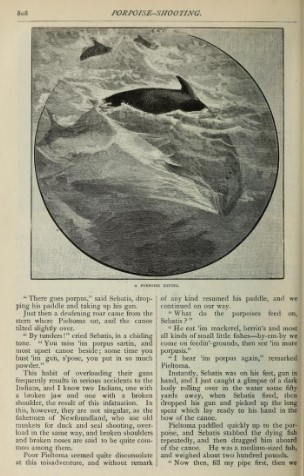 808
PORPOISE-SHOOTING.
A PORPOISE RISING.
"There goes porpus," said Sebatis, drop-
ping his paddle and taking up his gun.
Just then a deafening roar came from the
stern where Pieltoma sat, and the canoe
tilted slightly over.
"By tunders!" cried Sebatis, in a chiding
tone. "You miss 'im porpus sartin, and
most upset canoe beside; some time you
bust 'im gun, s'pose, you put in so much
powder."
This habit of overloading their guns
frequently results in serious accidents to the
Indians, and I know two Indians, one with
a broken jaw and one with a broken
shoulder, the result of this infatuation. In
this, however, they are not singular, as the
fishermen of Newfoundland, who use old
muskets for duck and seal shooting, over-
load in the same way, and broken shoulders
and broken noses are said to be quite com-
mon among them.
Poor Pieltoma seemed quite disconsolate
at this misadventure, and without remark
of any kind resumed his paddle, and we
continued on our way.
"What do the porpoises feed on,
Sebatis?"
"He eat 'im mackerel, herrin's and most
all kinds of small little fishes—by-em-by we
come on feedin'-grounds, then see 'im more
porpus."
"I hear 'im porpus again," remarked
Pieltoma.
Instantly, Sebatis was on his feet, gun in
hand, and I just caught a glimpse of a dark
body rolling over in the water some fifty
yards away, when Sebatis fired, then
dropped his gun and picked up the long
spear which lay ready to his hand in the
bow of the canoe.
Pieltoma paddled quickly up to the por-
poise, and Sebatis stabbed the dying fish
repeatedly, and then dragged him aboard
of the canoe. He was a medium-sized fish,
and weighed about two hundred pounds.
"Now then, fill my pipe first, then be